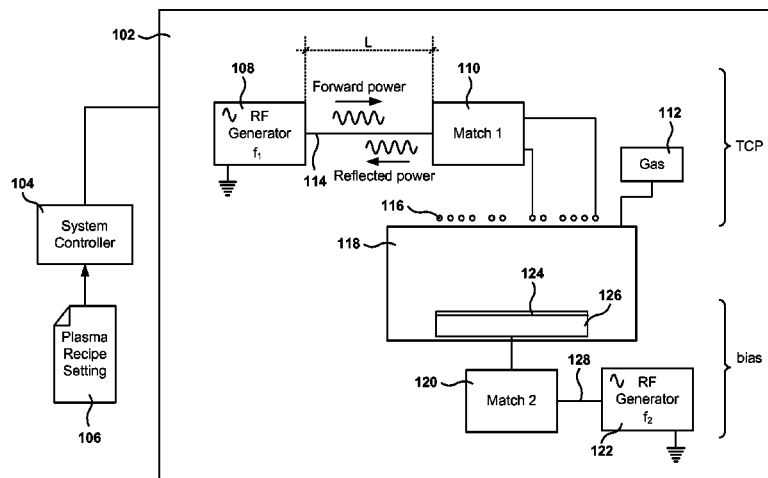 102
L
108
Forward power
110
RF
Generator
f1
Match 1
112
Gas
TCP
114
Reflected power
104
System
Controller
116
118
124
126
Plasma
Recipe
Setting
106
120
Match 2
128
RF
Generator
f2
122
bias